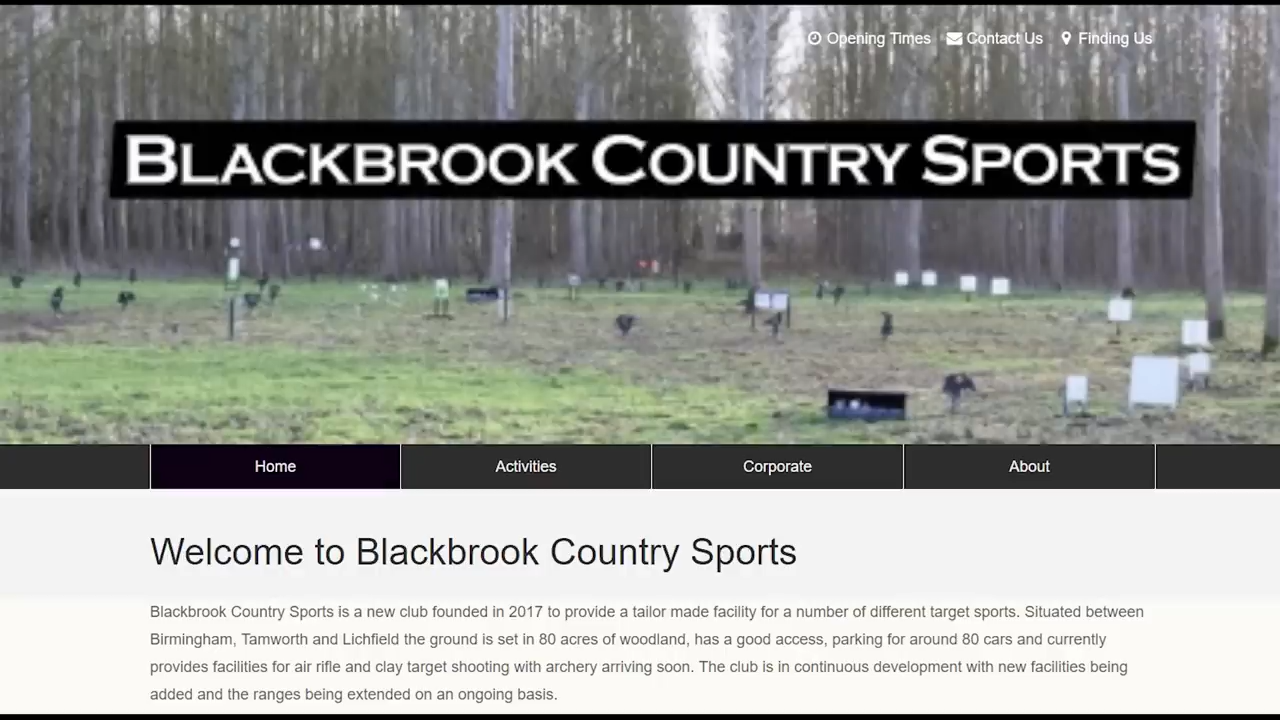 Opening Times Contact Us Finding Us
BLACKBROOK COUNTRY SPORTS
Home Activities Corporate About
Welcome to Blackbrook Country Sports
Blackbrook Country Sports is a new club founded in 2017 to provide a tailor made facility for a number of different target sports. Situated between
Birmingham, Tamworth and Lichfield the ground is set in 80 acres of woodland, has a good access, parking for around 80 cars and currently
provides facilities for air rifle and clay target shooting with archery arriving soon. The club is in continuous development with new facilities being
added and the ranges being extended on an ongoing basis.